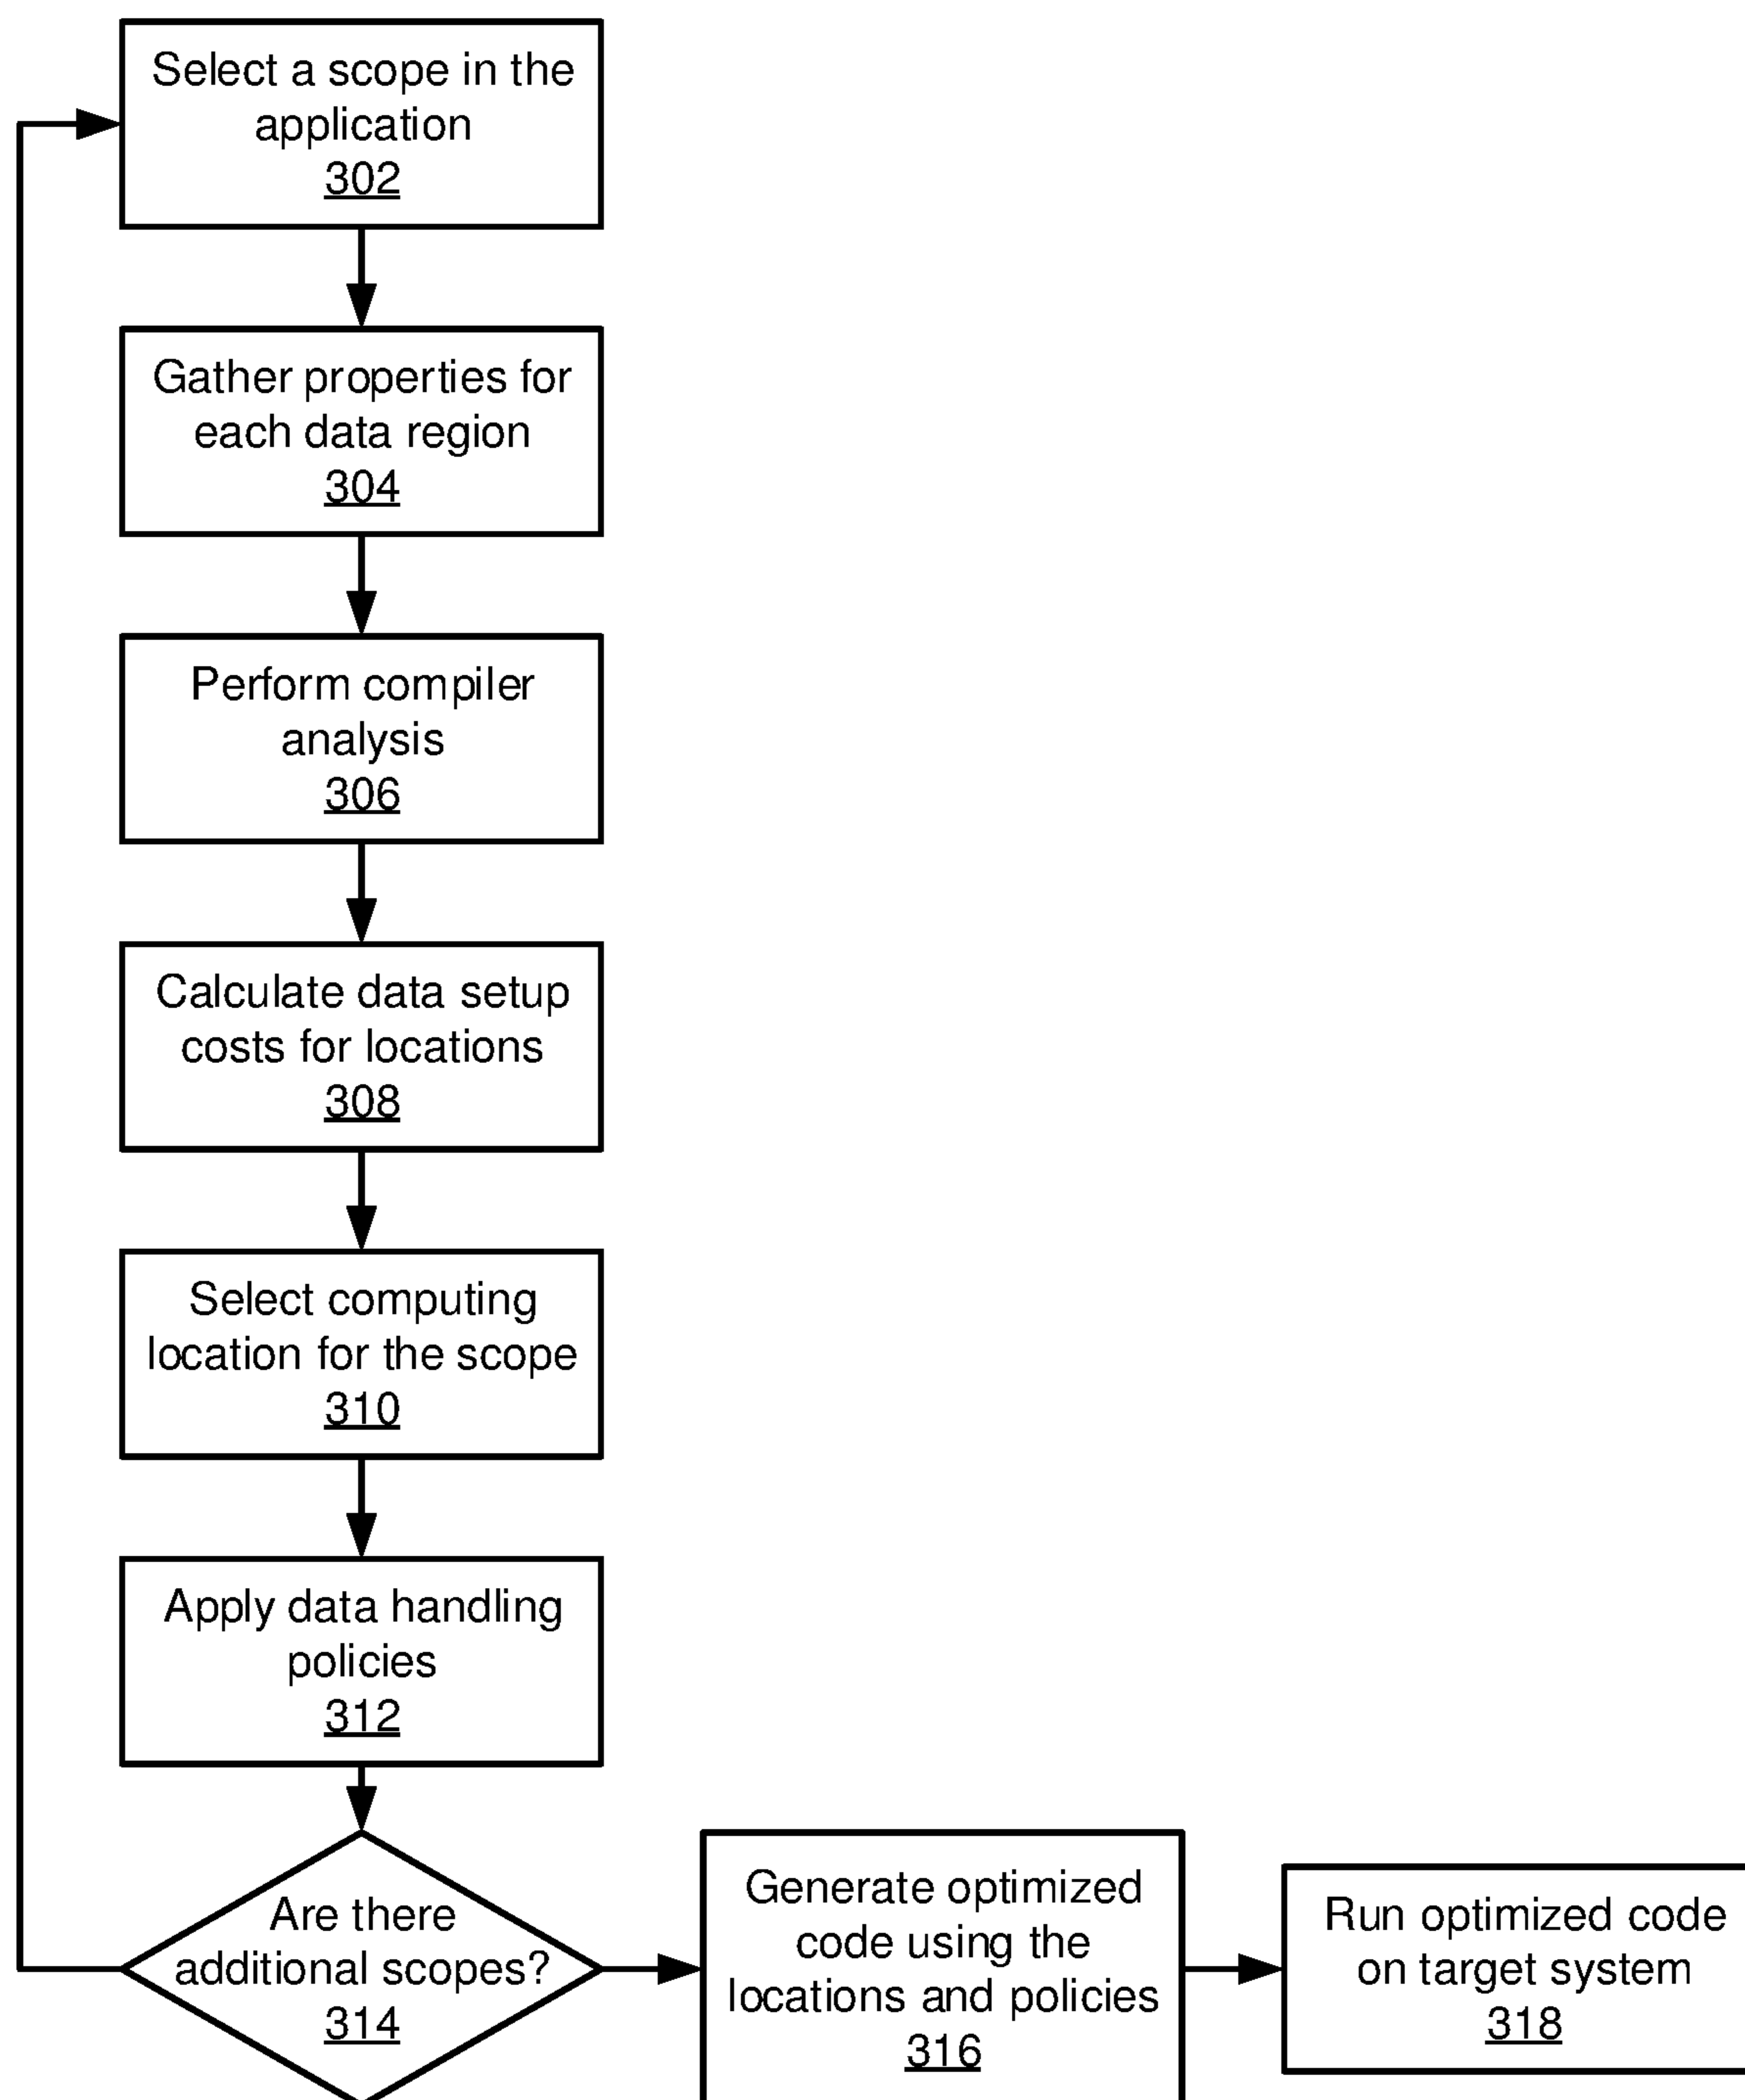 Select a scope in the
application
302
Gather properties for
each data region
304
Perform compiler
analysis
306
Calculate data setup
costs for locations
308
Select computing
location for the scope
310
Apply data handling
policies
312
Are there
additional scopes?
314
Generate optimized
code using the
locations and policies
316
Run optimized code
on target system
318